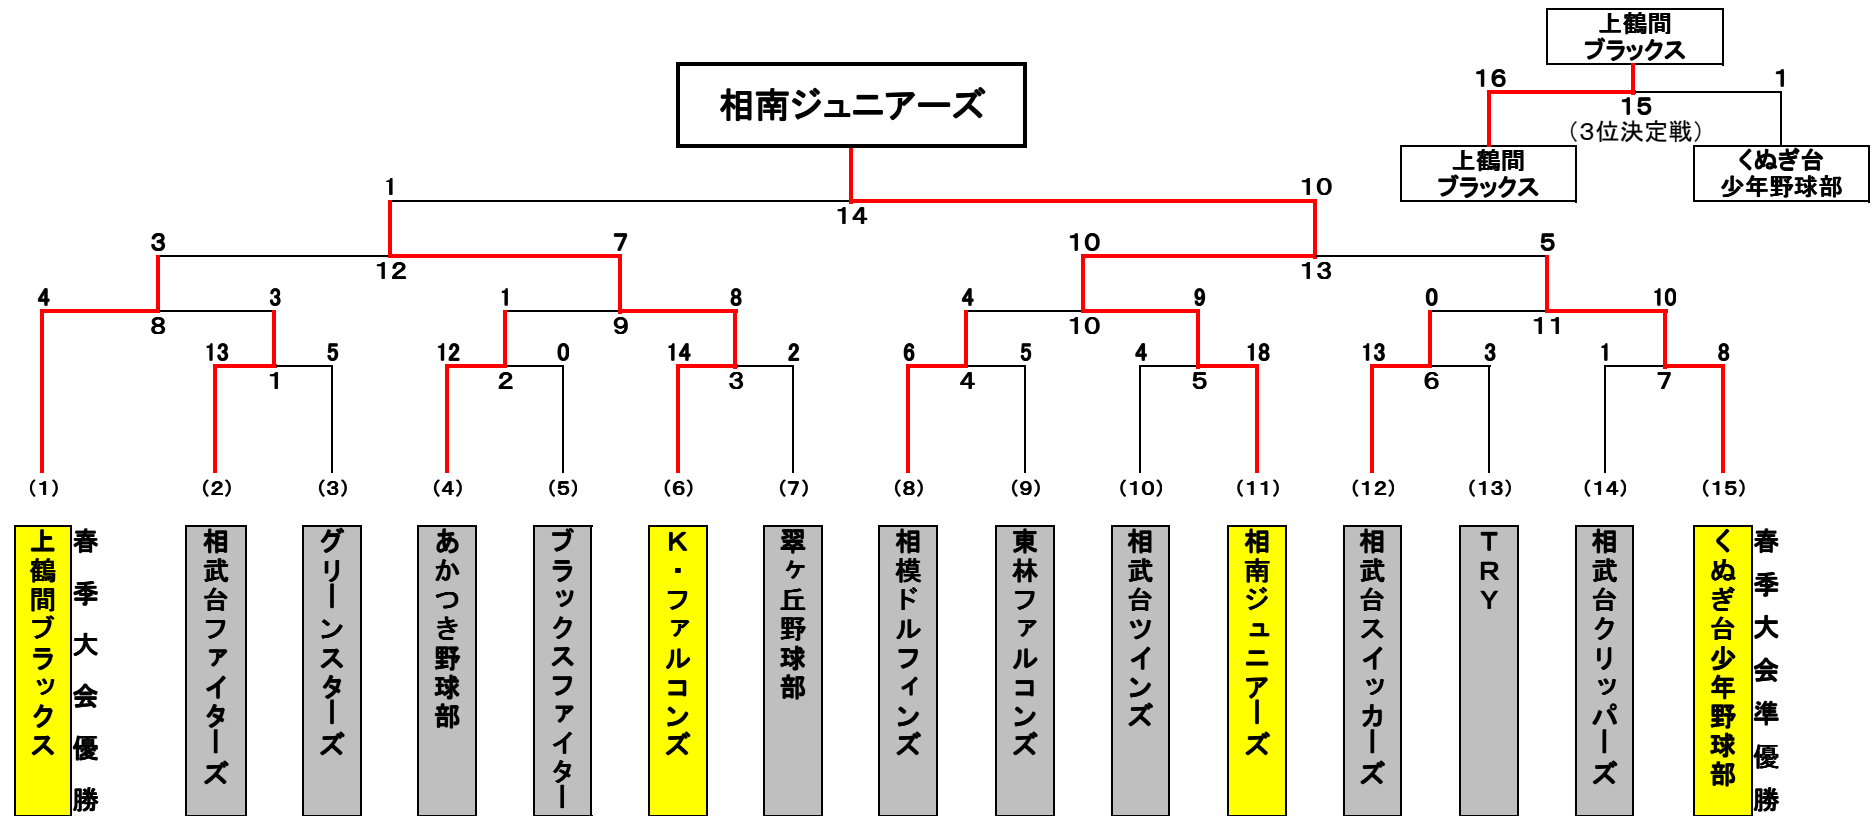 上鶴間
ブラックス
16
1
15
（3位決定戦）
上鶴間
ブラックス
くぬぎ台
少年野球部
相南ジュニアーズ
1
10
14
3
7
10
5
12
13
4
3
1
8
4
9
0
10
8
9
10
11
13
5
12
0
14
2
6
5
4
18
13
3
1
8
1
2
3
4
5
6
7
(1)
(2)
(3)
(4)
(5)
(6)
(7)
(8)
(9)
(10)
(11)
(12)
(13)
(14)
(15)
上鶴間ブラックス
春季大会優勝
相武台ファイターズ
グリーンスターズ
あかつき野球部
ブラックスファイター
K・ファルコンズ
翠ヶ丘野球部
相模ドルフィンズ
東林ファルコンズ
相武台ツインズ
相南ジュニアーズ
相武台スイッカーズ
TRY
相武台クリッパーズ
くぬぎ台少年野球部
春季大会準優勝